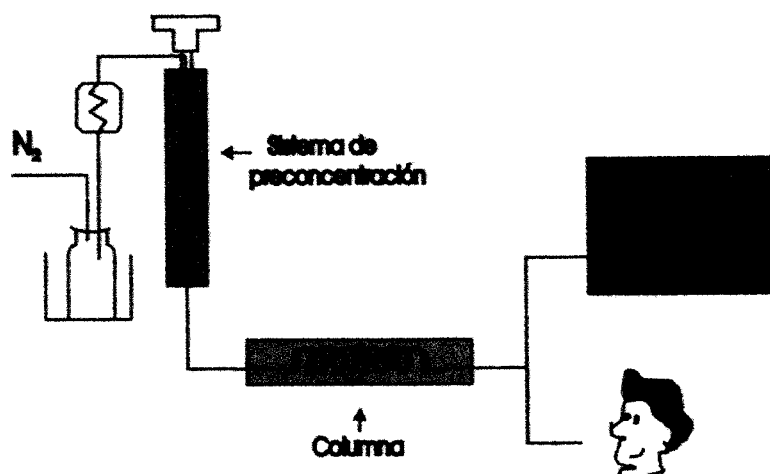 N₂
Sistema de
preconcentración
Columna